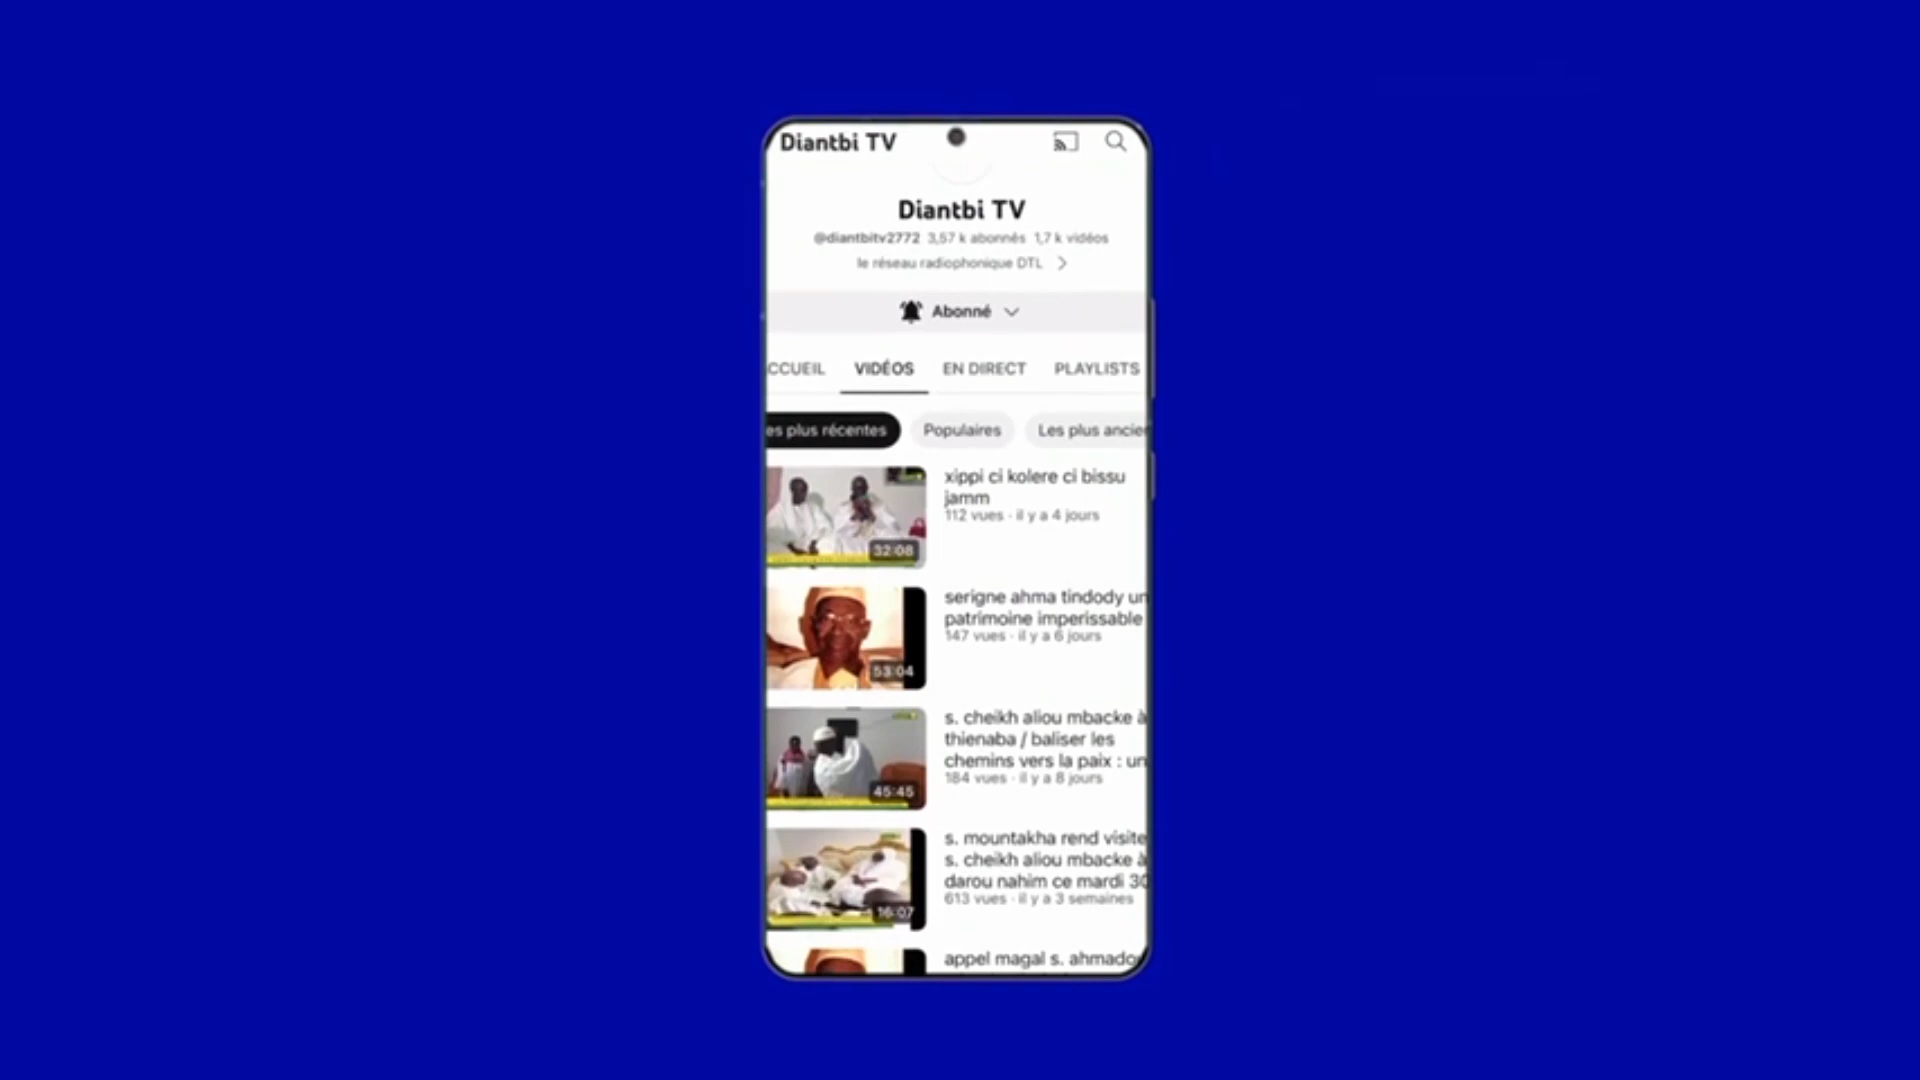 Diantbi TV
Diantbi TV
@diantbitv2772 3,57 k abonnés 1,7 k vidéos
le réseau radiophonique DTL
Abonné
CCUEIL VIDÉOS EN DIRECT PLAYLISTS
es plus récentes Populaires Les plus ancien
xippi ci kolere ci bissu
jamm
112 vues · il y a 4 jours
32:08
serigne ahma tindody un
patrimoine imperissable
147 vues · il y a 6 jours
53:04
s. cheikh aliou mbacke à
thienaba / baliser les
chemins vers la paix : un
184 vues · il y a 8 jours
45:45
s. mountakha rend visite
s. cheikh aliou mbacke à
darou nahim ce mardi 30
613 vues · il y a 3 semaines
16:07
appel magal s. ahmado